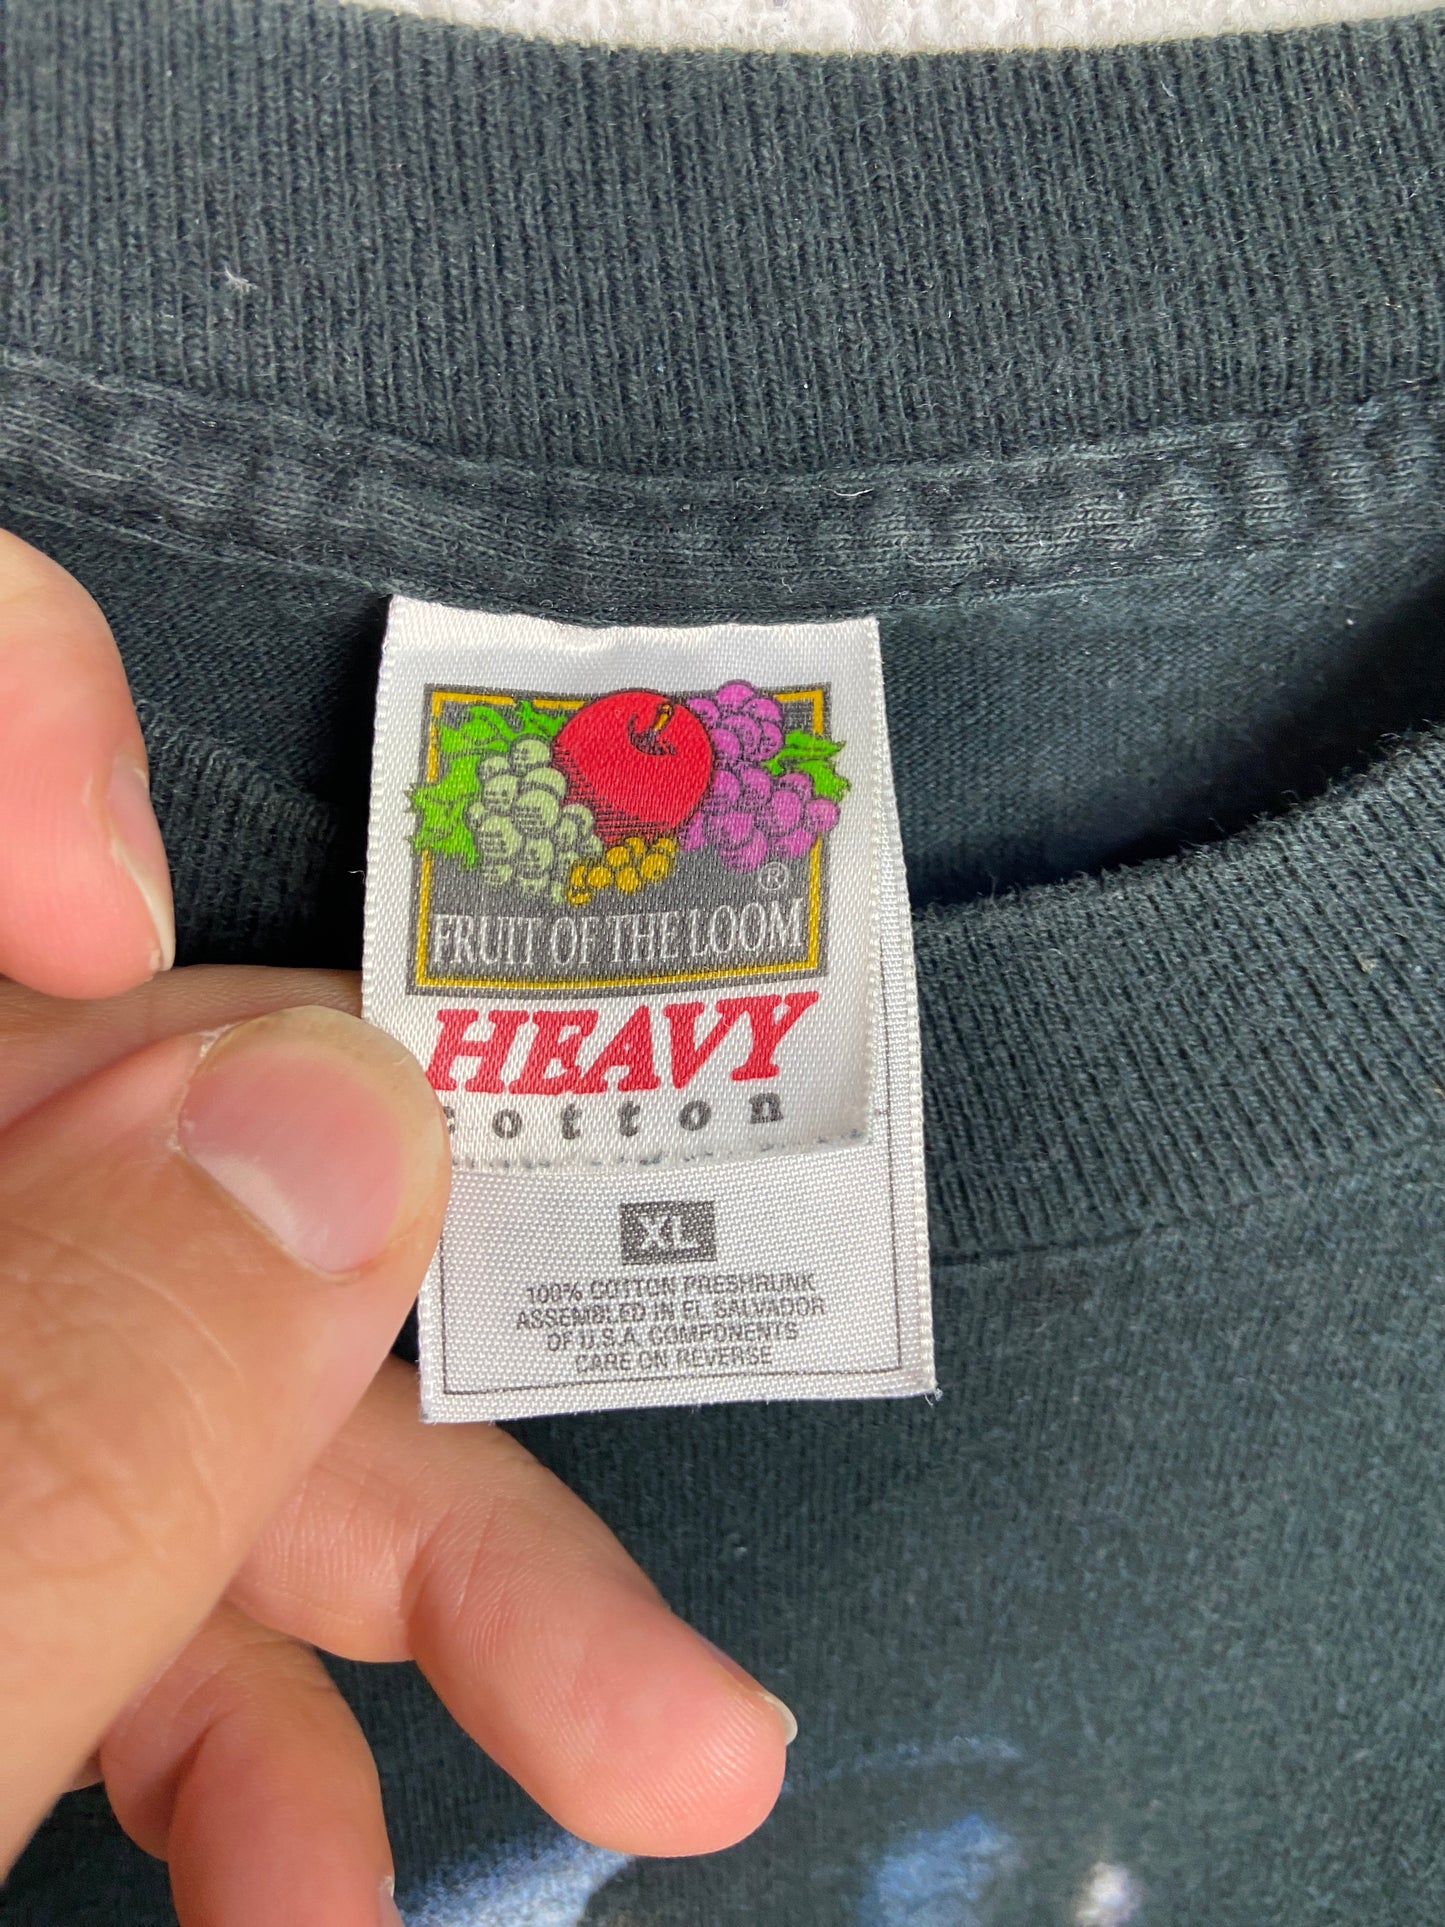 ®
FRUIT OF THE LOOM
HEAVY
cotton
XL
100% COTTON PRESHRUNK
ASSEMBLED IN EL SALVADOR
OF U.S.A. COMPONENTS
CARE ON REVERSE